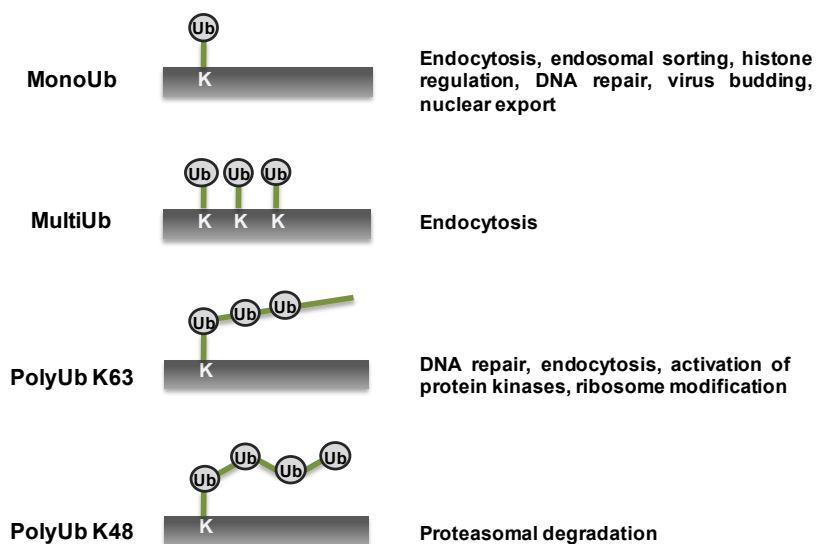 Ub
MonoUb
K
Endocytosis, endosomal sorting, histone
regulation, DNA repair, virus budding,
nuclear export
Ub Ub Ub
MultiUb
K K K
Endocytosis
Ub Ub Ub
PolyUb K63
K
DNA repair, endocytosis, activation of
protein kinases, ribosome modification
Ub Ub Ub Ub
PolyUb K48
K
Proteasomal degradation